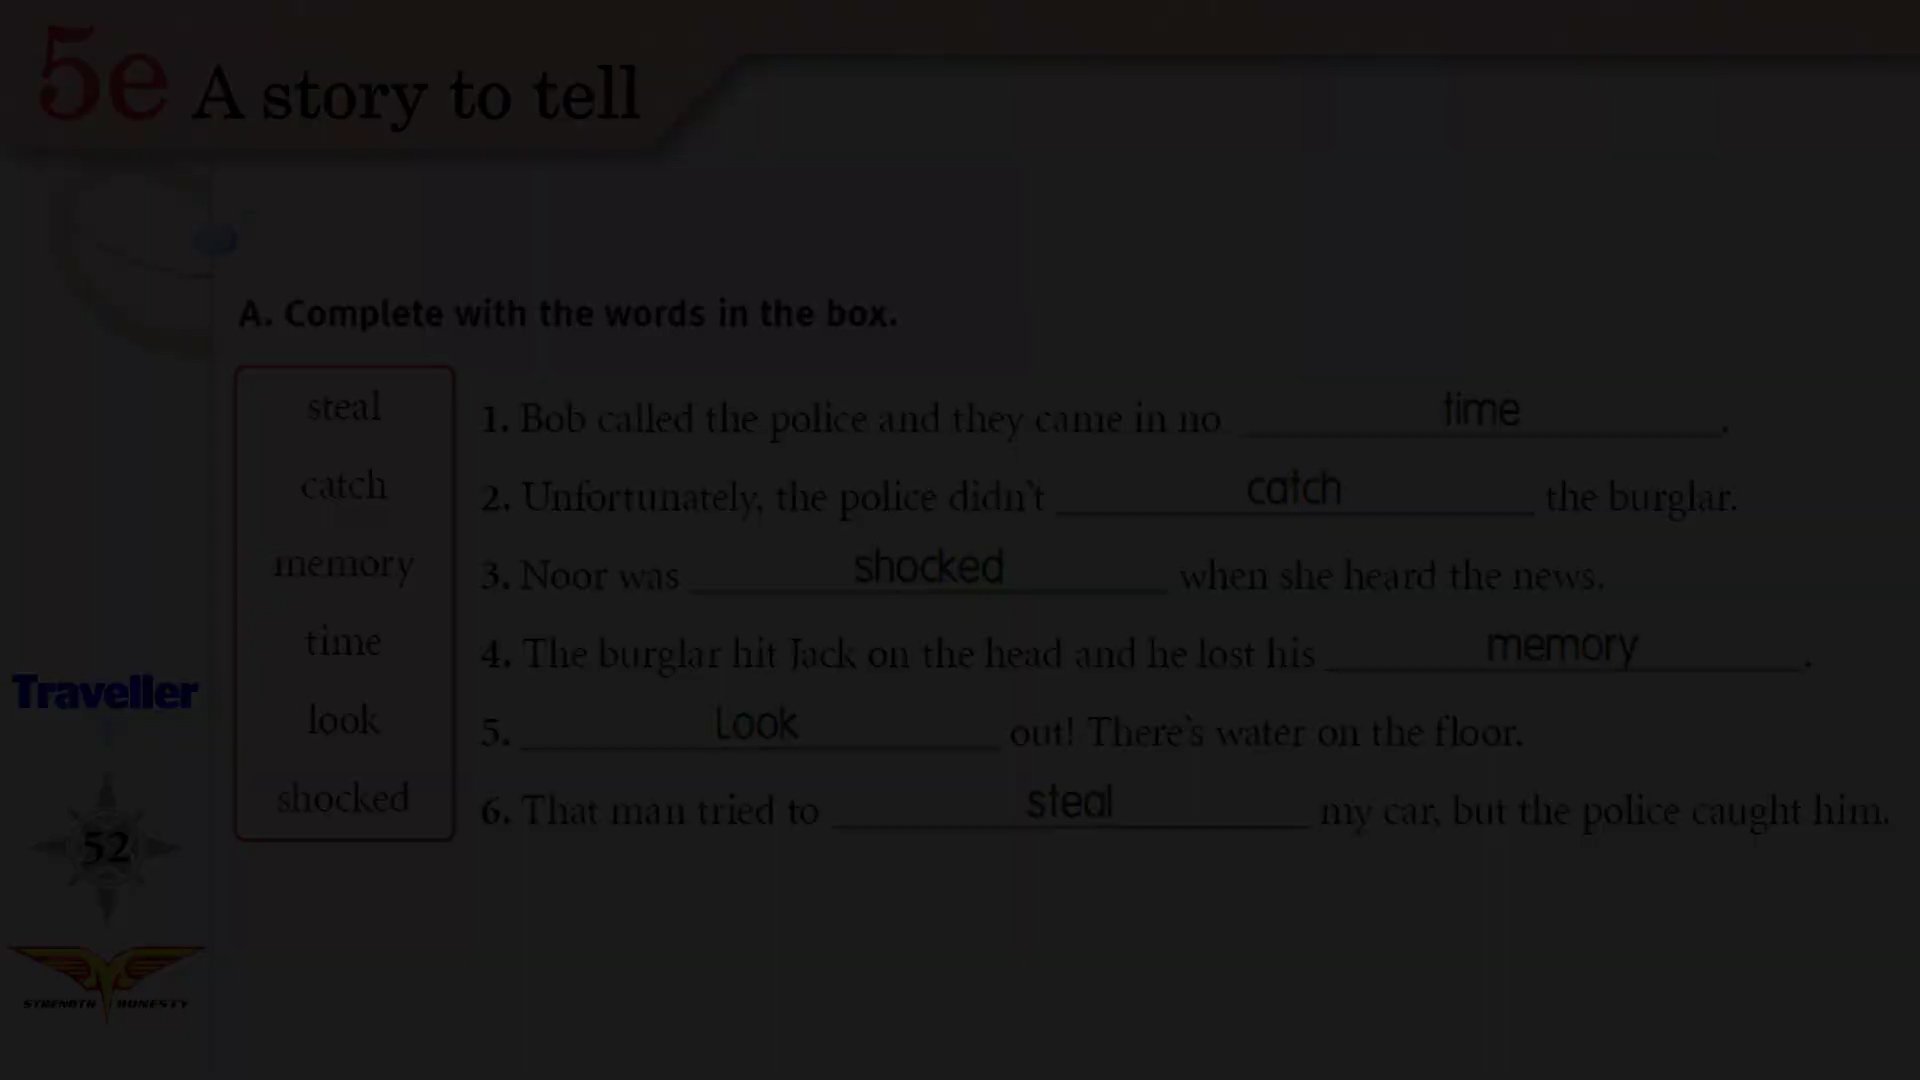 5e A story to tell
A. Complete with the words in the box.
steal
catch
memory
time
look
shocked
1. Bob called the police and they came in no time.
2. Unfortunately, the police didn't catch the burglar.
3. Noor was shocked when she heard the news.
4. The burglar hit Jack on the head and he lost his memory.
5. Look out! There's water on the floor.
6. That man tried to steal my car, but the police caught him.
Traveller
52
STRENGTH HONESTY